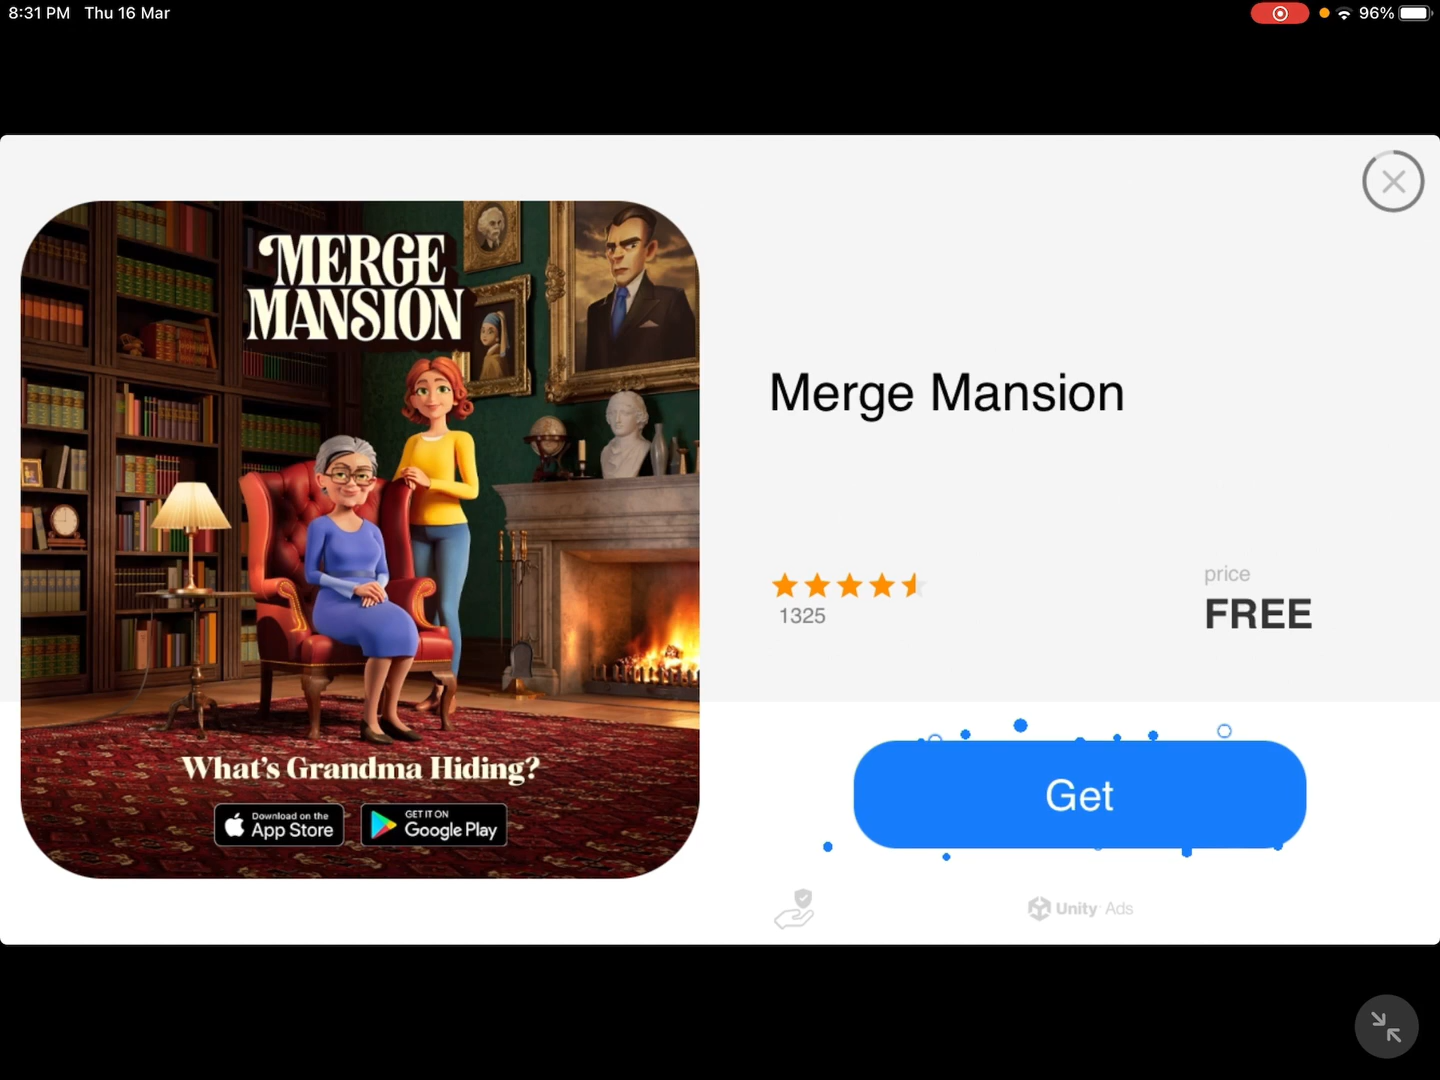 8:31 PM Thu 16 Mar
96%
MERGE
MANSION
What's Grandma Hiding?
Download on the
App Store
GET IT ON
Google Play
Merge Mansion
1325
price
FREE
Get
Unity Ads